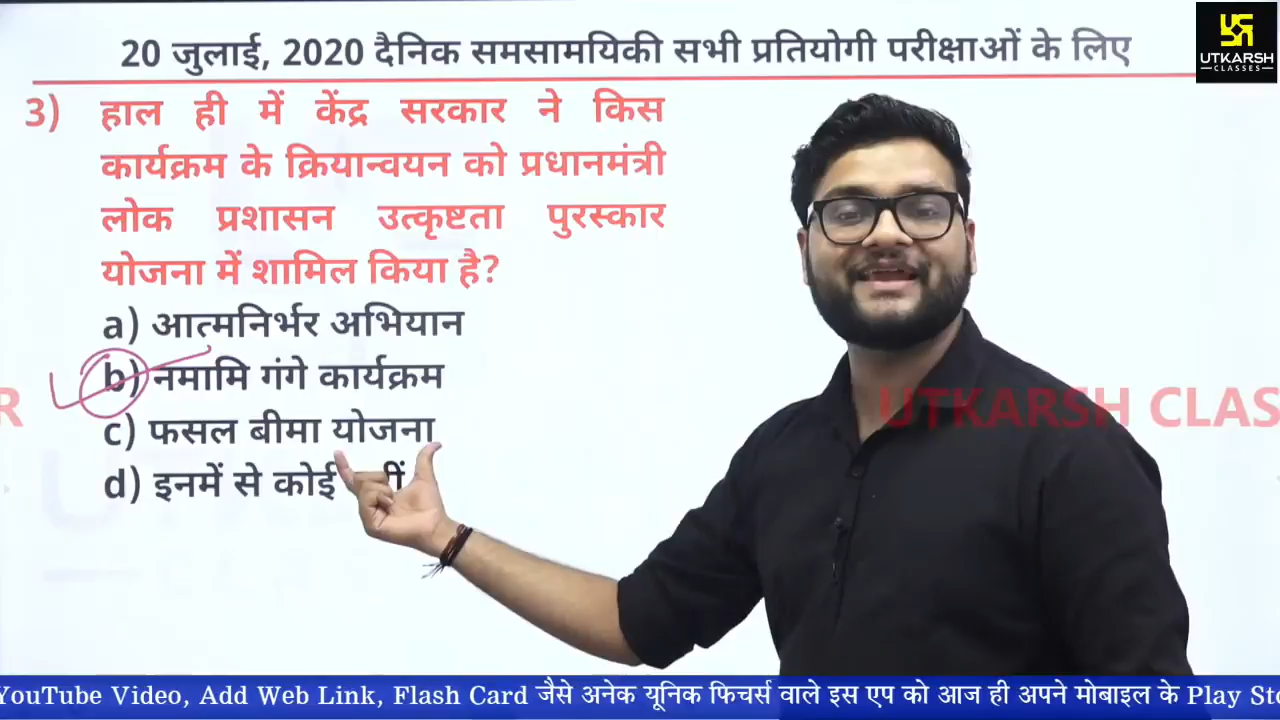 UTKARSH
CLASSES
20 जुलाई, 2020 दैनिक समसामयिकी सभी प्रतियोगी परीक्षाओं के लिए
3) हाल ही में केंद्र सरकार ने किस
कार्यक्रम के क्रियान्वयन को प्रधानमंत्री
लोक प्रशासन उत्कृष्टता पुरस्कार
योजना में शामिल किया है?
a) आत्मनिर्भर अभियान
b) नमामि गंगे कार्यक्रम
c) फसल बीमा योजना
d) इनमें से कोई
R
UTKARSH CLAS
YouTube Video, Add Web Link, Flash Card जैसे अनेक यूनिक फिचर्स वाले इस एप को आज ही अपने मोबाइल के Play Sto